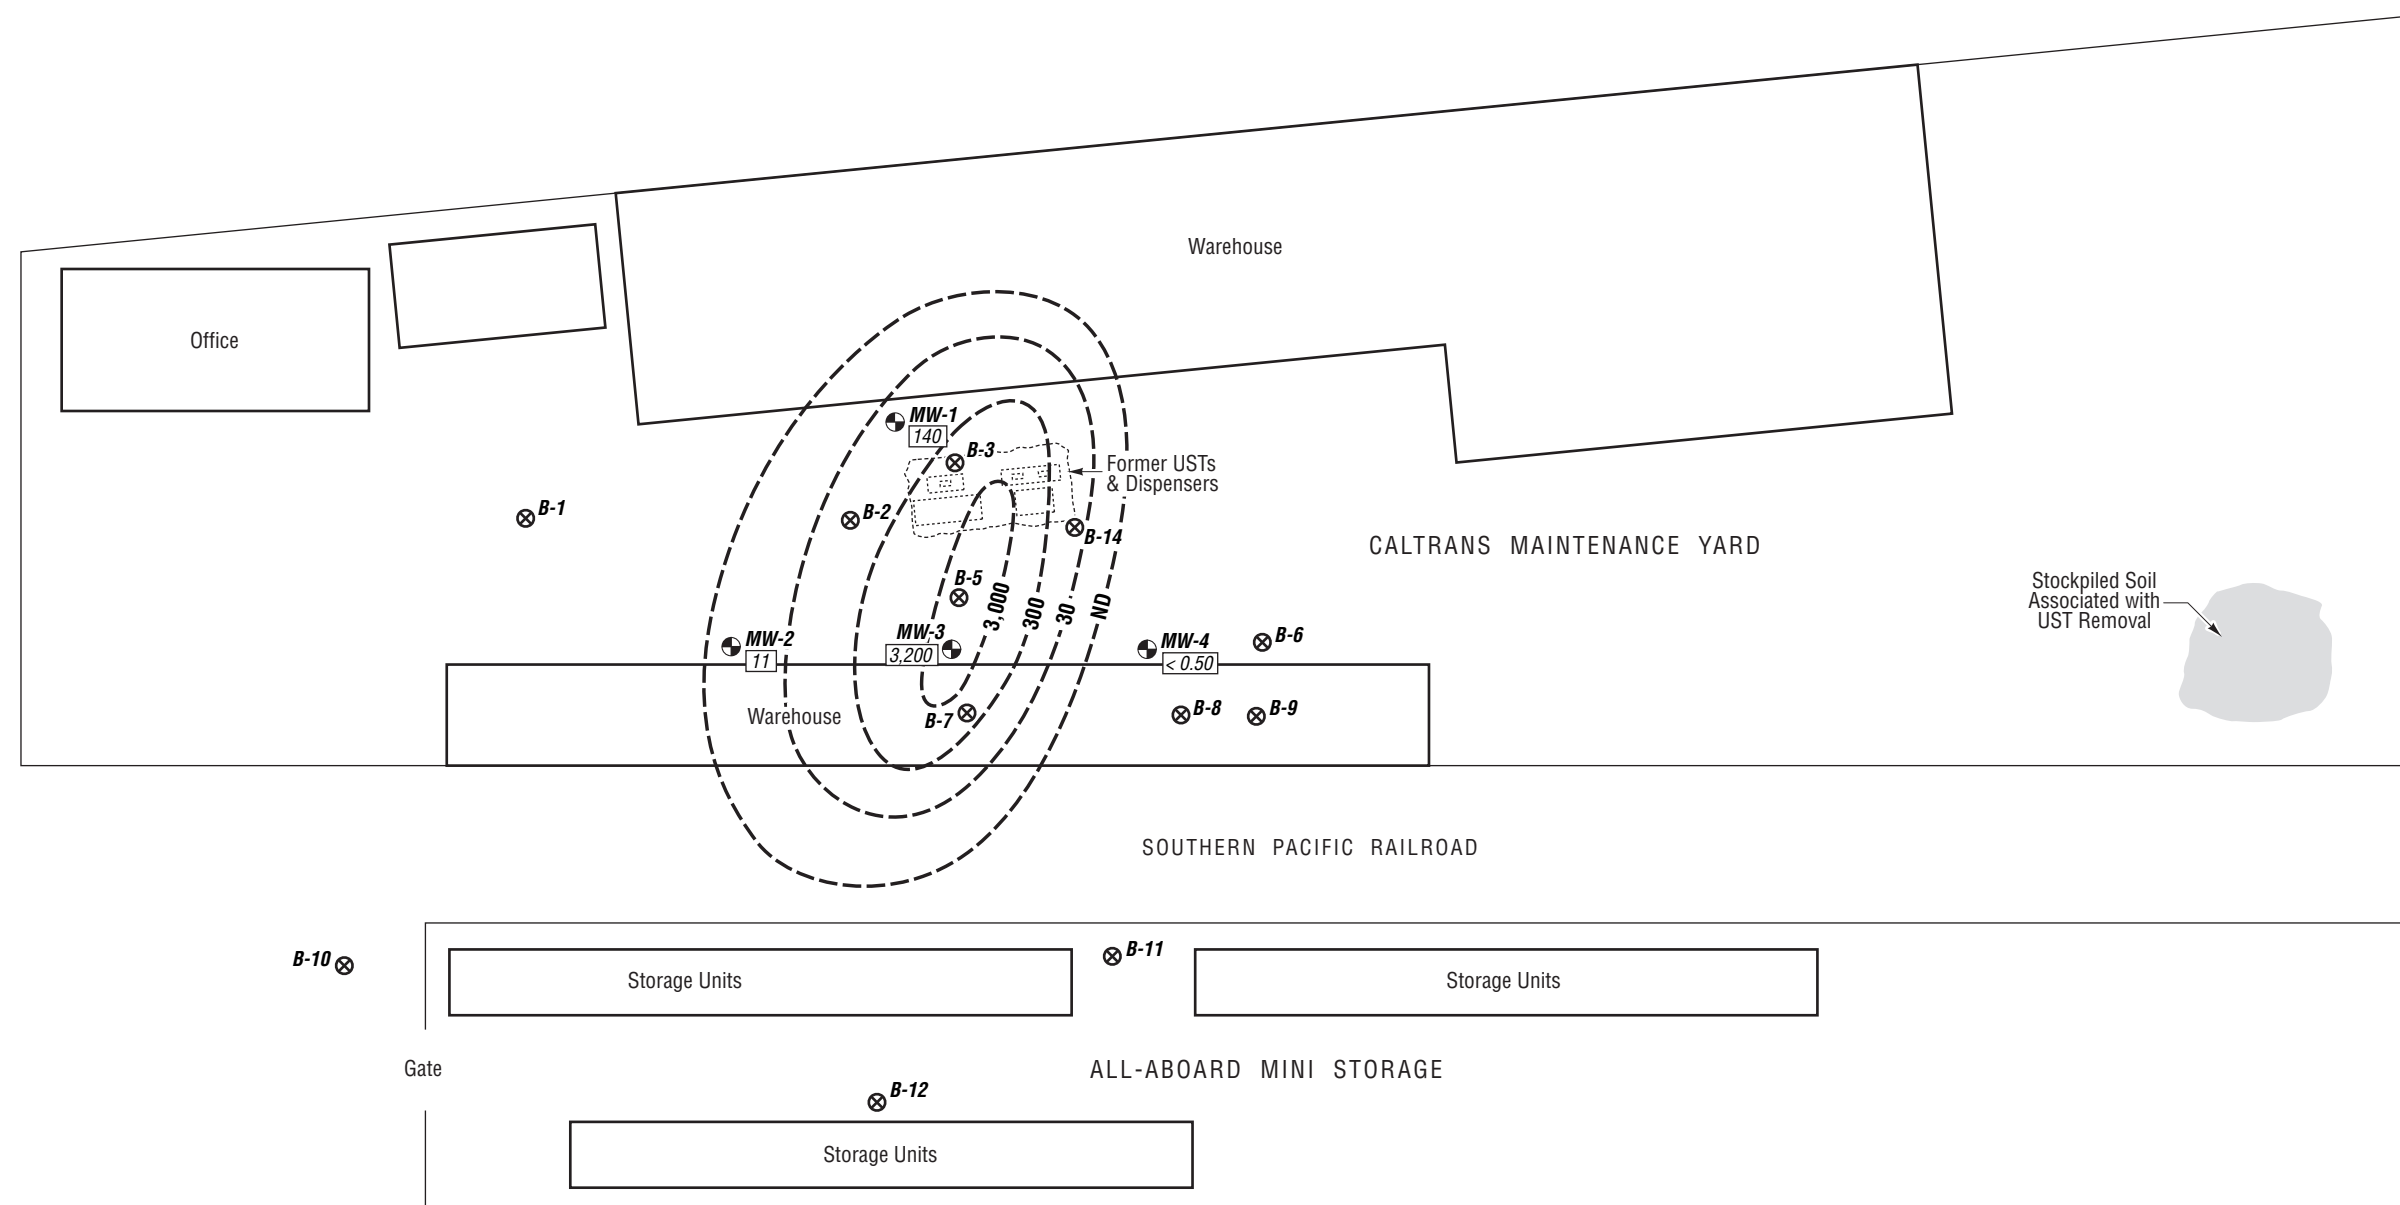 Warehouse
Office
MW-1
140
B-3
Former USTs
& Dispensers
B-1
B-2
B-14
CALTRANS MAINTENANCE YARD
B-5
3,000
300
30
ND
Stockpiled Soil
Associated with
UST Removal
MW-2
11
MW-3
3,200
MW-4
< 0.50
B-6
Warehouse
B-7
B-8
B-9
SOUTHERN PACIFIC RAILROAD
B-10
B-11
Storage Units
Storage Units
Gate
ALL-ABOARD MINI STORAGE
B-12
Storage Units